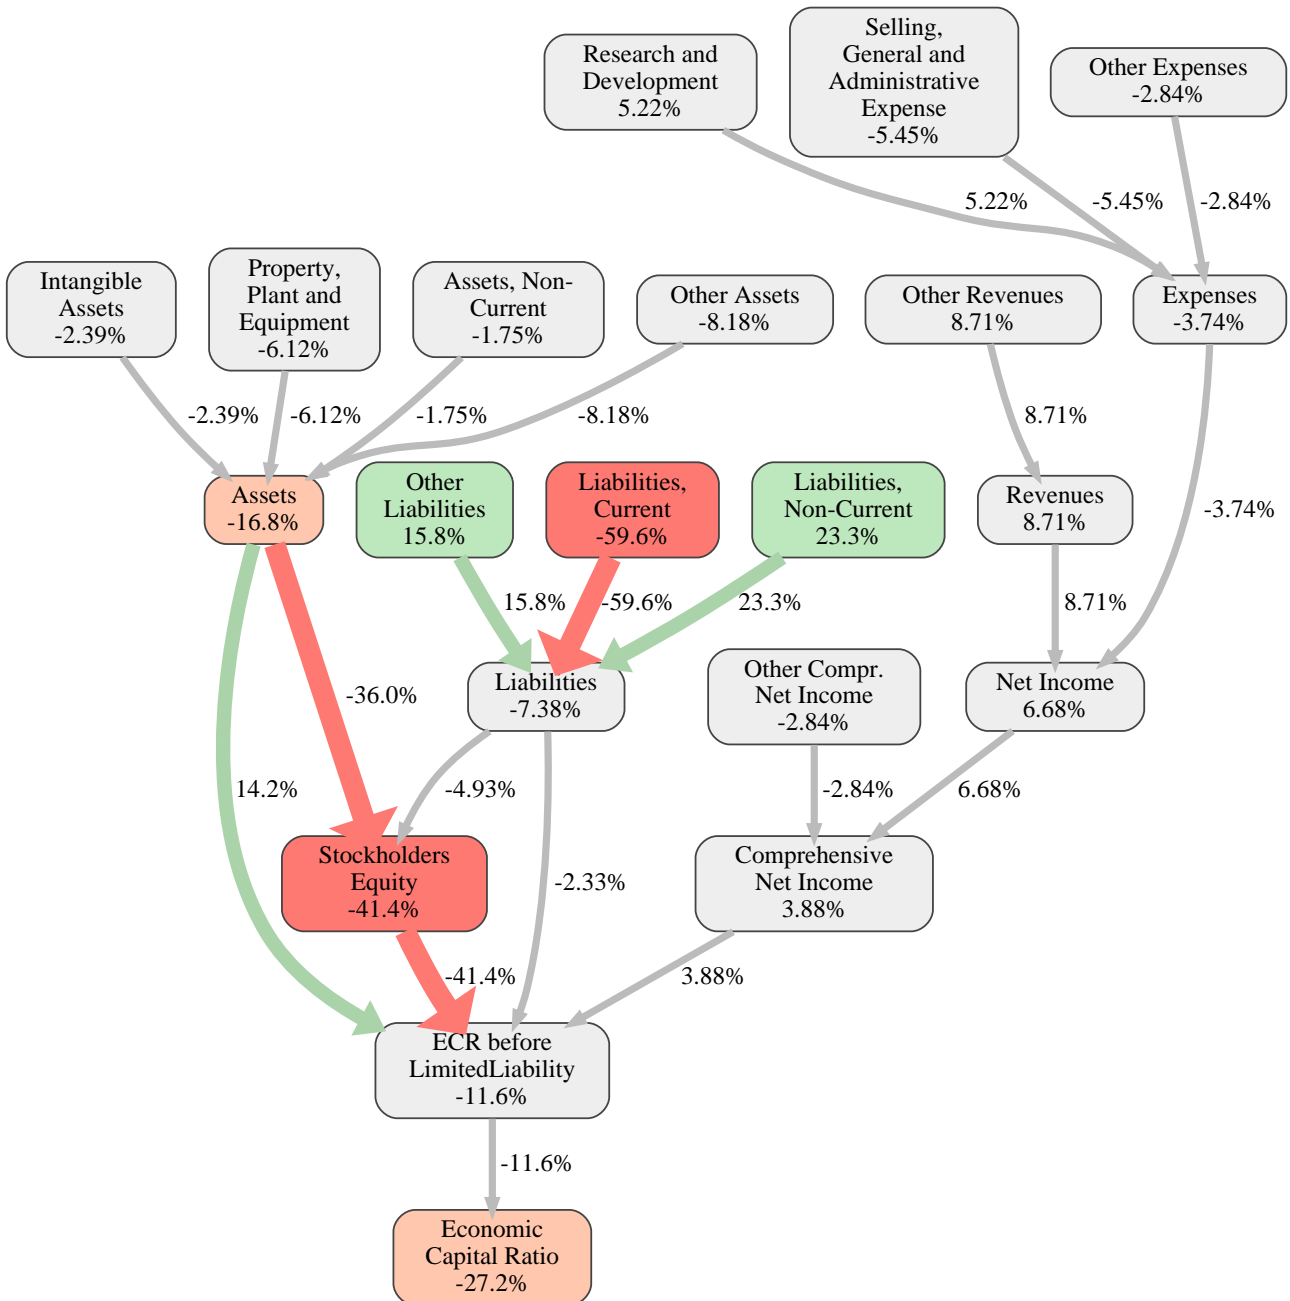 Research and
Development
5.22%
Selling,
General and
Administrative
Expense
-5.45%
Other Expenses
-2.84%
5.22%
-5.45%
-2.84%
Intangible
Assets
-2.39%
Property,
Plant and
Equipment
-6.12%
Assets, Non-
Current
-1.75%
Other Assets
-8.18%
Other Revenues
8.71%
Expenses
-3.74%
-2.39%
-6.12%
-1.75%
-8.18%
8.71%
-3.74%
Assets
-16.8%
Other
Liabilities
15.8%
Liabilities,
Current
-59.6%
Liabilities,
Non-Current
23.3%
Revenues
8.71%
15.8%
-59.6%
23.3%
8.71%
-36.0%
Liabilities
-7.38%
Other Compr.
Net Income
-2.84%
Net Income
6.68%
14.2%
-4.93%
-2.84%
6.68%
Stockholders
Equity
-41.4%
-2.33%
Comprehensive
Net Income
3.88%
-41.4%
3.88%
ECR before
LimitedLiability
-11.6%
-11.6%
Economic
Capital Ratio
-27.2%